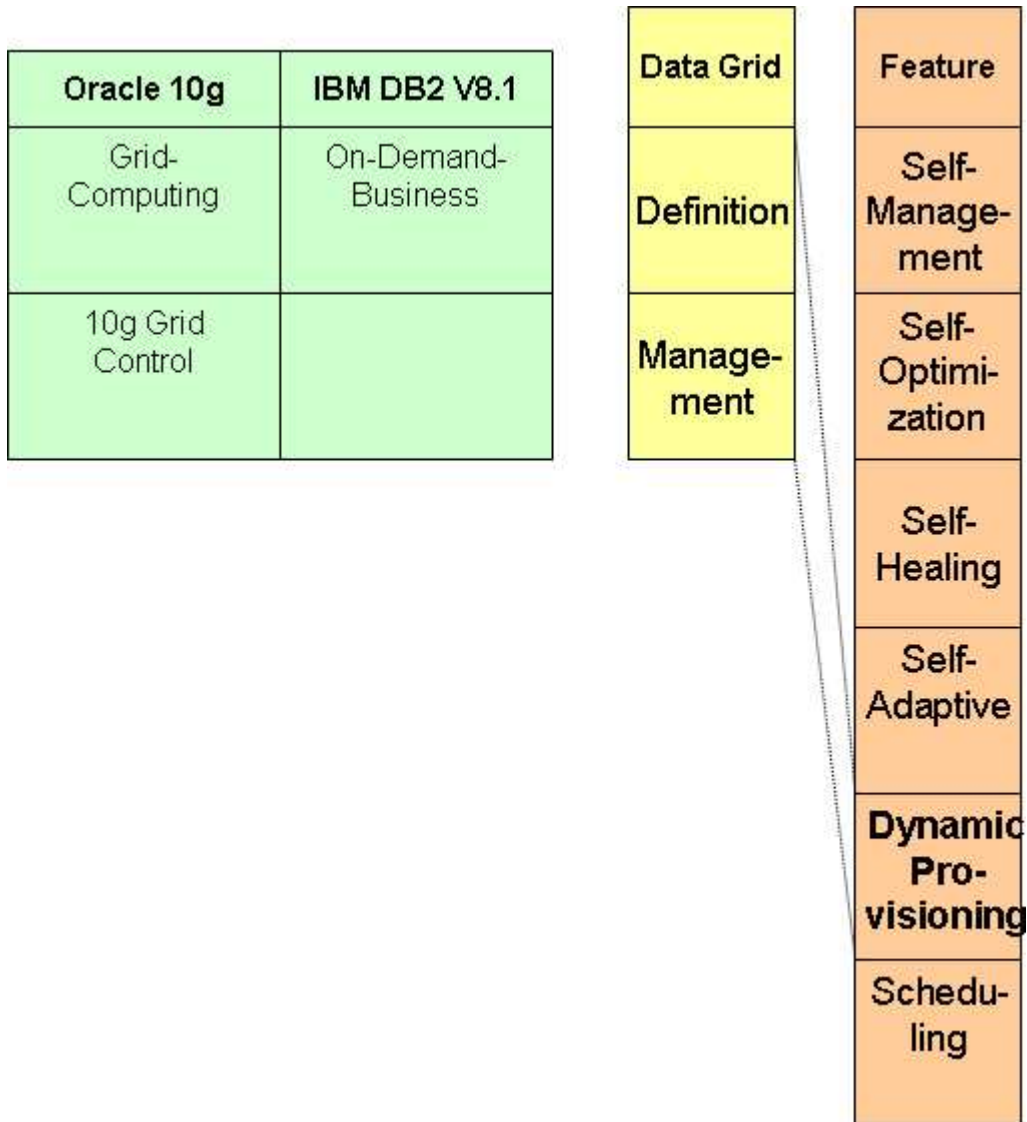 Oracle 10g
IBM DB2 V8.1
Grid-
Computing
On-Demand-
Business
10g Grid
Control
Data Grid
Definition
Manage-
ment
Feature
Self-
Manage-
ment
Self-
Optimi-
zation
Self-
Healing
Self-
Adaptive
Dynamic
Pro-
visioning
Schedu-
ling